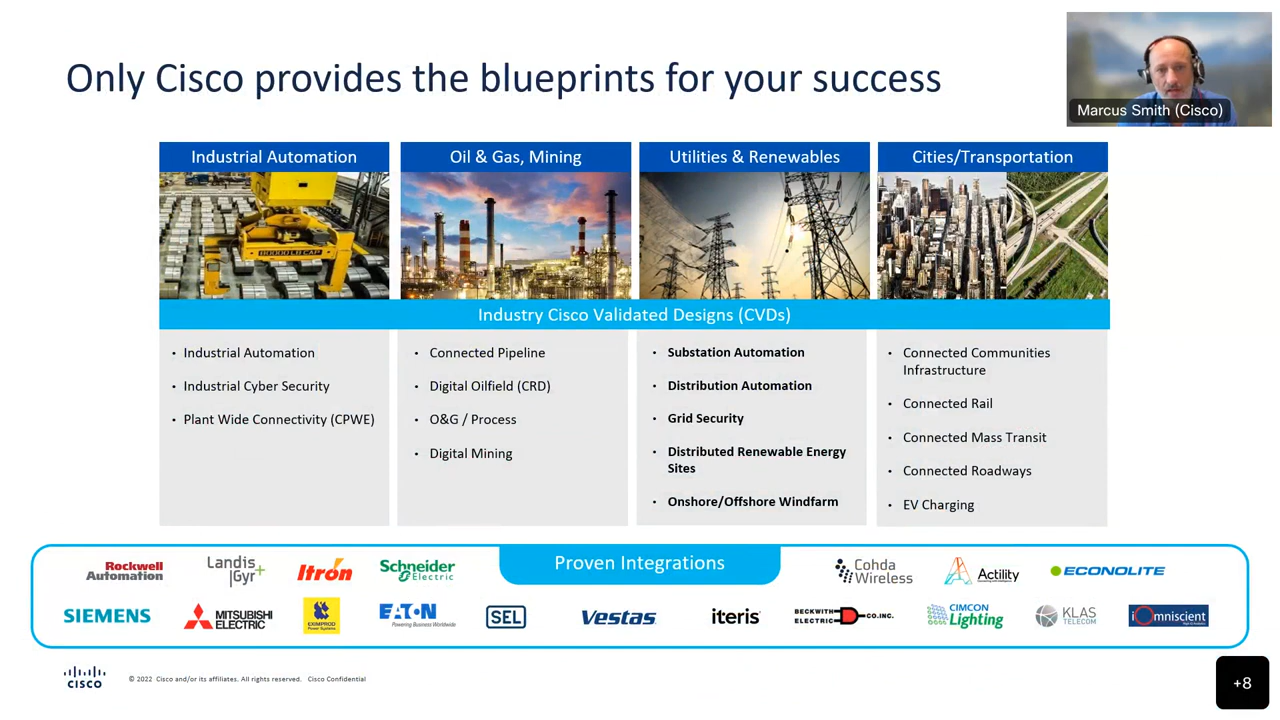 Only Cisco provides the blueprints for your success
Marcus Smith (Cisco)
Industrial Automation
Oil & Gas, Mining
Utilities & Renewables
Cities/Transportation
80000 LB CAP
Industry Cisco Validated Designs (CVDs)
• Industrial Automation
• Industrial Cyber Security
• Plant Wide Connectivity (CPWE)
• Connected Pipeline
• Digital Oilfield (CRD)
• O&G / Process
• Digital Mining
• Substation Automation
• Distribution Automation
• Grid Security
• Distributed Renewable Energy
Sites
• Onshore/Offshore Windfarm
• Connected Communities
Infrastructure
• Connected Rail
• Connected Mass Transit
• Connected Roadways
• EV Charging
Proven Integrations
Rockwell
Automation
Landis
Gyr+
Itron
Schneider
Electric
Cohda
Wireless
Actility
ECONOLITE
SIEMENS
MITSUBISHI
ELECTRIC
EXIMPROD
Power Systems
EATON
Powering Business Worldwide
SEL
Vestas
iteris
BECKWITH
ELECTRIC
CO.INC.
CIMCON
Lighting
KLAS
TELECOM
iOmniscient
CISCO
© 2022 Cisco and/or its affiliates. All rights reserved. Cisco Confidential
+8